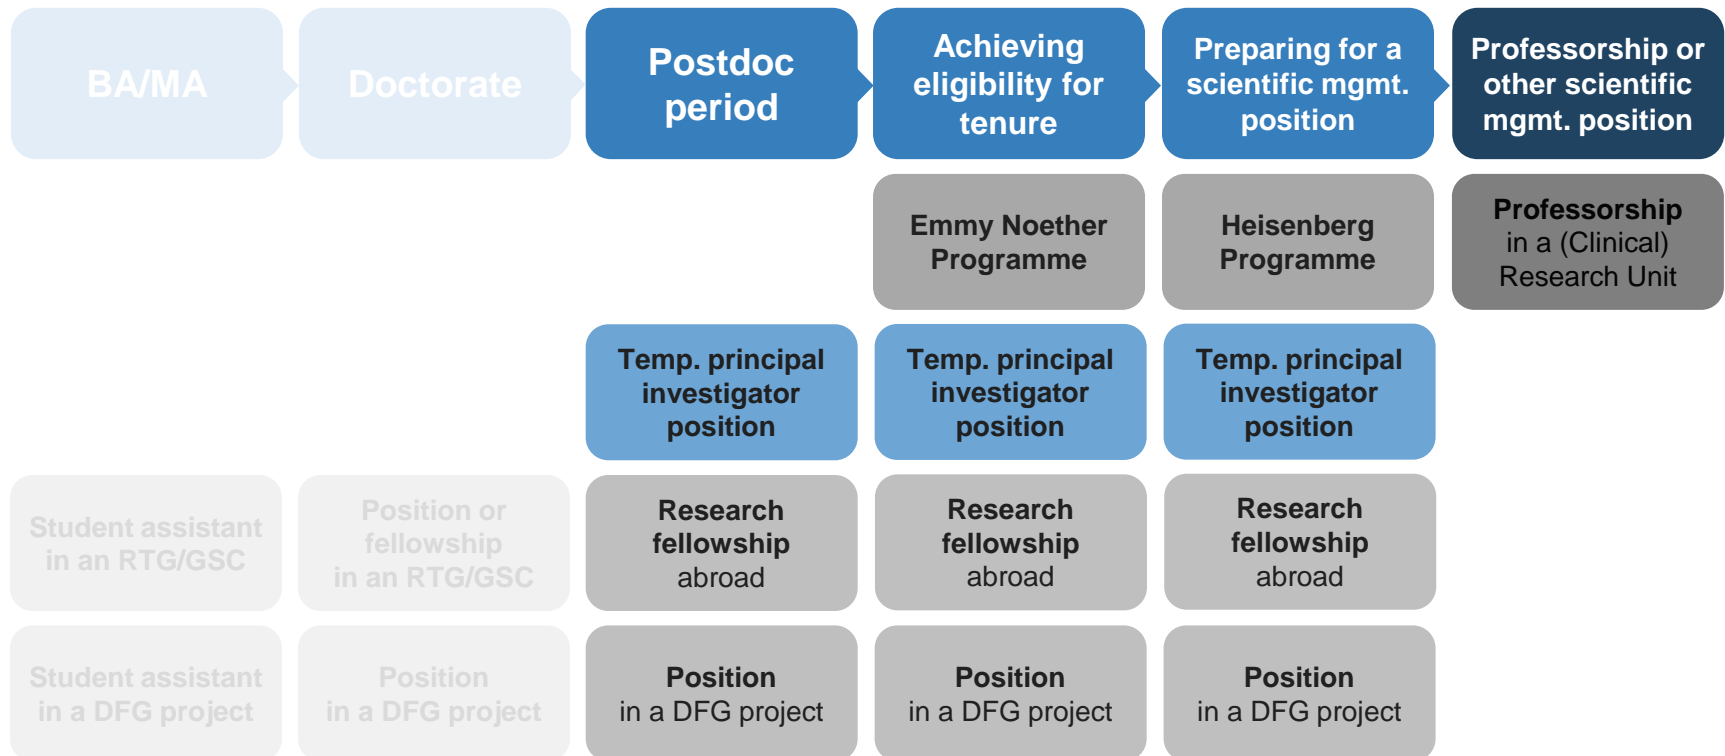 BA/MA
Doctorate
Postdoc
period
Achieving
eligibility for
tenure
Preparing for a
scientific mgmt.
position
Professorship or
other scientific
mgmt. position
Emmy Noether
Programme
Heisenberg
Programme
Professorship
in a (Clinical)
Research Unit
Temp. principal
investigator
position
Temp. principal
investigator
position
Temp. principal
investigator
position
Student assistant
in an RTG/GSC
Position or
fellowship
in an RTG/GSC
Research
fellowship
abroad
Research
fellowship
abroad
Research
fellowship
abroad
Student assistant
in a DFG project
Position
in a DFG project
Position
in a DFG project
Position
in a DFG project
Position
in a DFG project